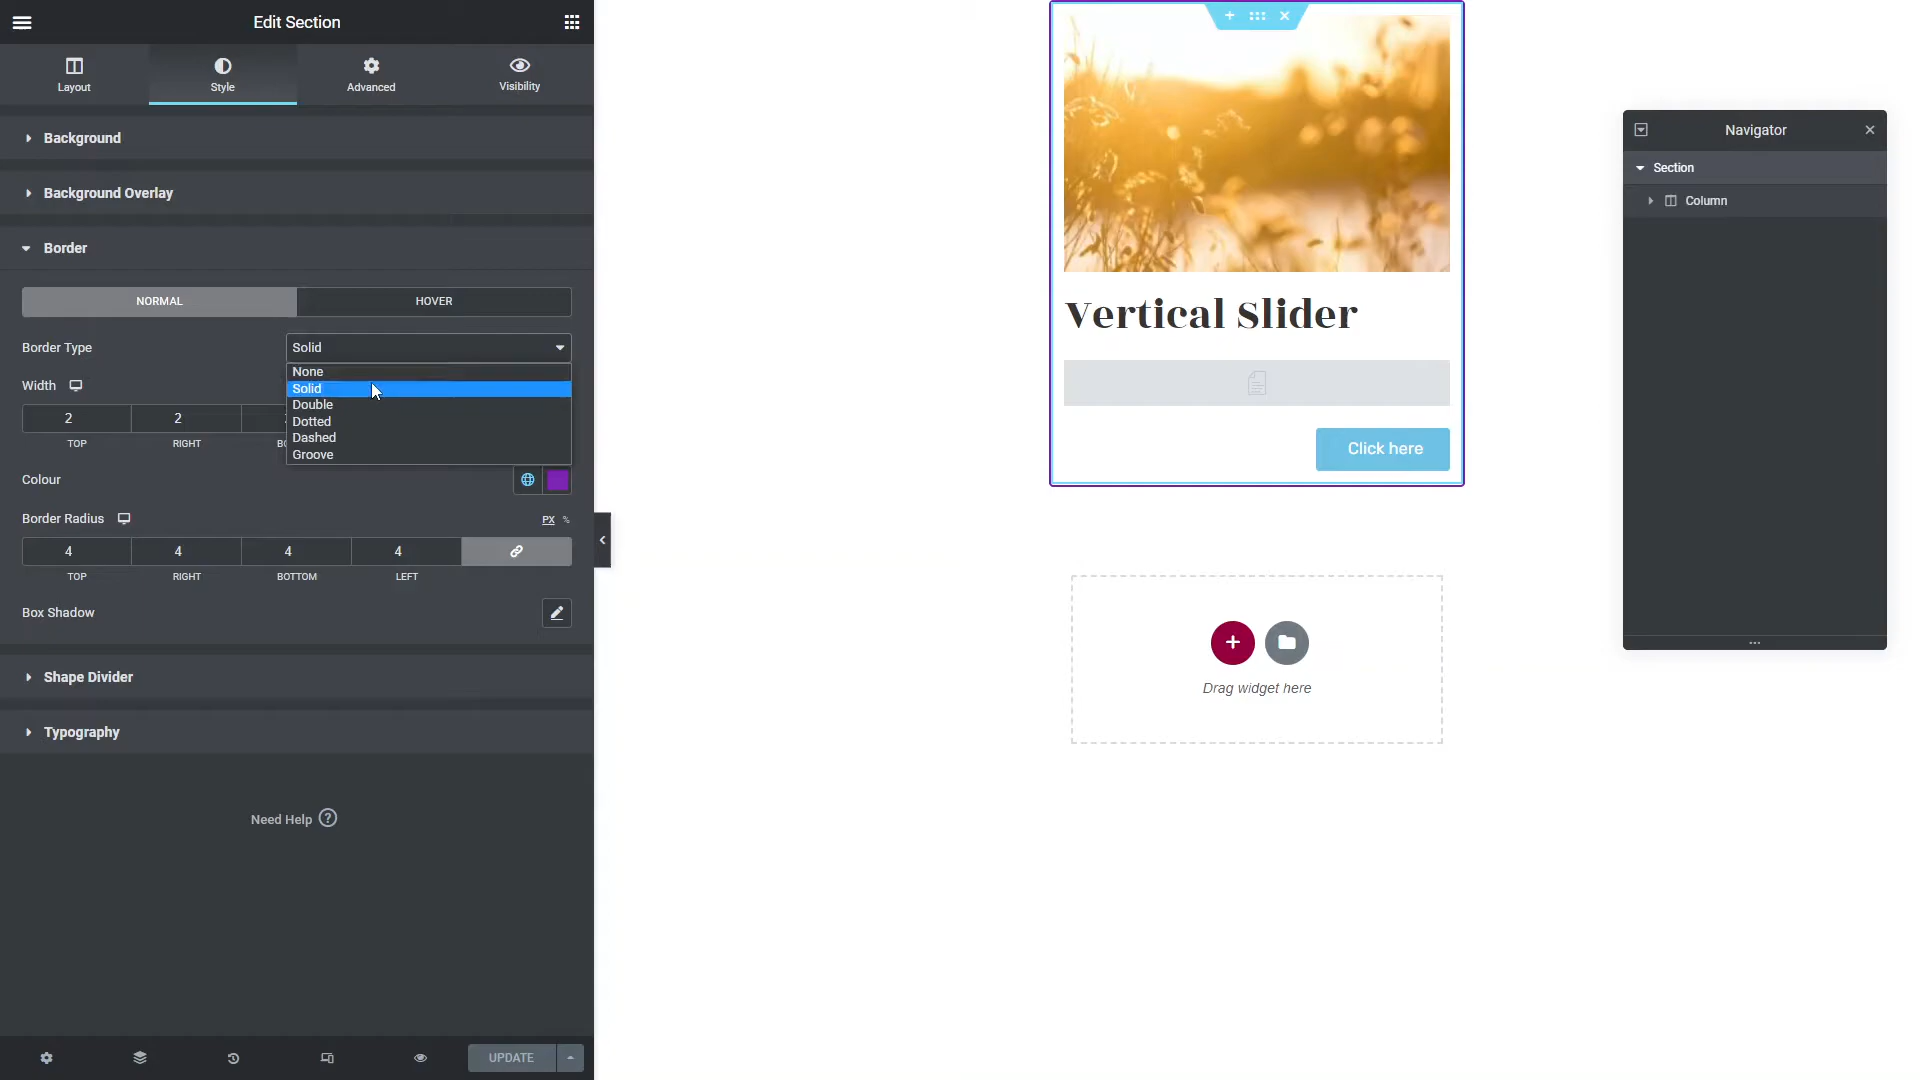 Edit Section
Layout
Style
Advanced
Visibility
Background
Background Overlay
Border
NORMAL
HOVER
Border Type
Solid
None
Solid
Double
Dotted
Dashed
Groove
Width
2
2
TOP
RIGHT
Colour
Border Radius
PX
%
4
4
4
4
TOP
RIGHT
BOTTOM
LEFT
Box Shadow
Shape Divider
Typography
Need Help
UPDATE
Vertical Slider
Click here
Drag widget here
Navigator
Section
Column